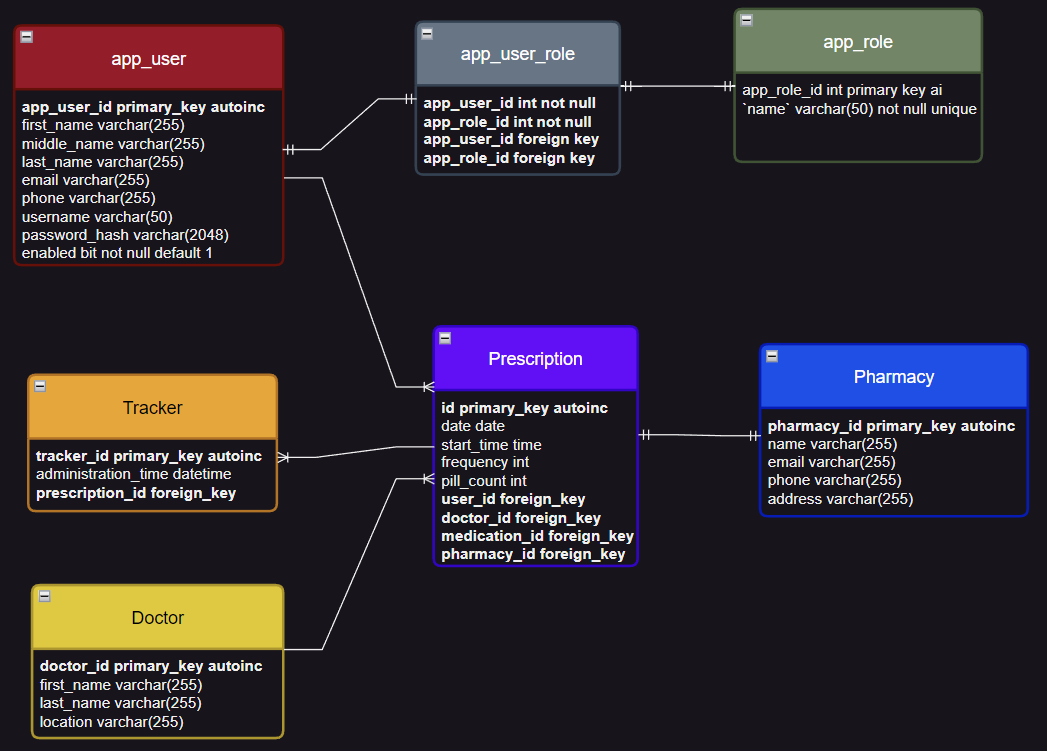 app_user
app_user_id primary_key autoinc
first_name varchar(255)
middle_name varchar(255)
last_name varchar(255)
email varchar(255)
phone varchar(255)
username varchar(50)
password_hash varchar(2048)
enabled bit not null default 1
app_user_role
app_user_id int not null
app_role_id int not null
app_user_id foreign key
app_role_id foreign key
app_role
app_role_id int primary key ai
`name` varchar(50) not null unique
Prescription
id primary_key autoinc
date date
start_time time
frequency int
pill_count int
user_id foreign_key
doctor_id foreign_key
medication_id foreign_key
pharmacy_id foreign_key
Pharmacy
pharmacy_id primary_key autoinc
name varchar(255)
email varchar(255)
phone varchar(255)
address varchar(255)
Tracker
tracker_id primary_key autoinc
administration_time datetime
prescription_id foreign_key
Doctor
doctor_id primary_key autoinc
first_name varchar(255)
last_name varchar(255)
location varchar(255)